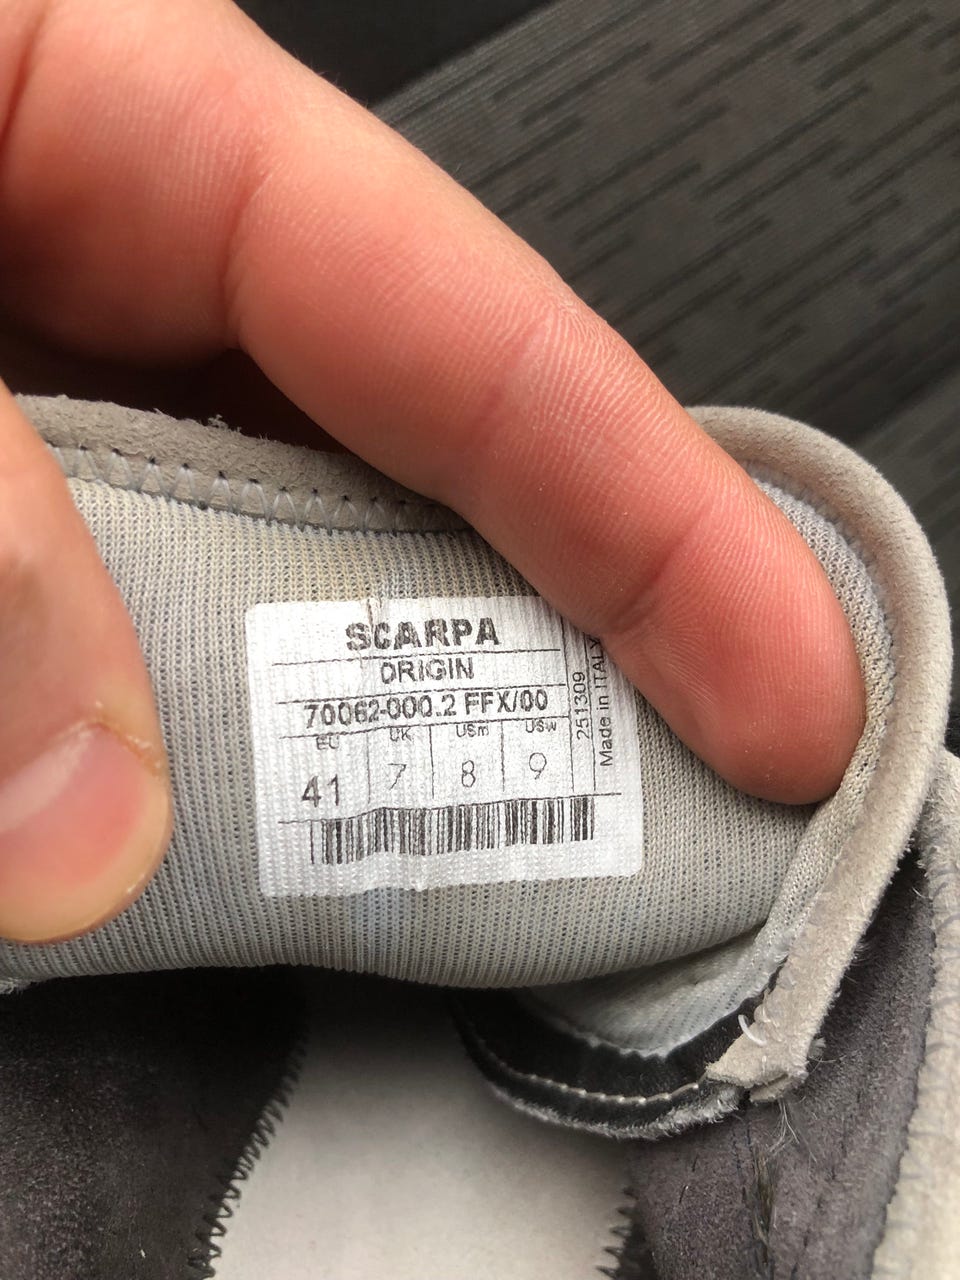 SCARPA
ORIGIN
70062-000.2 FFX/00
EU UK USm USw
41 7 8 9
251309
Made in ITALY